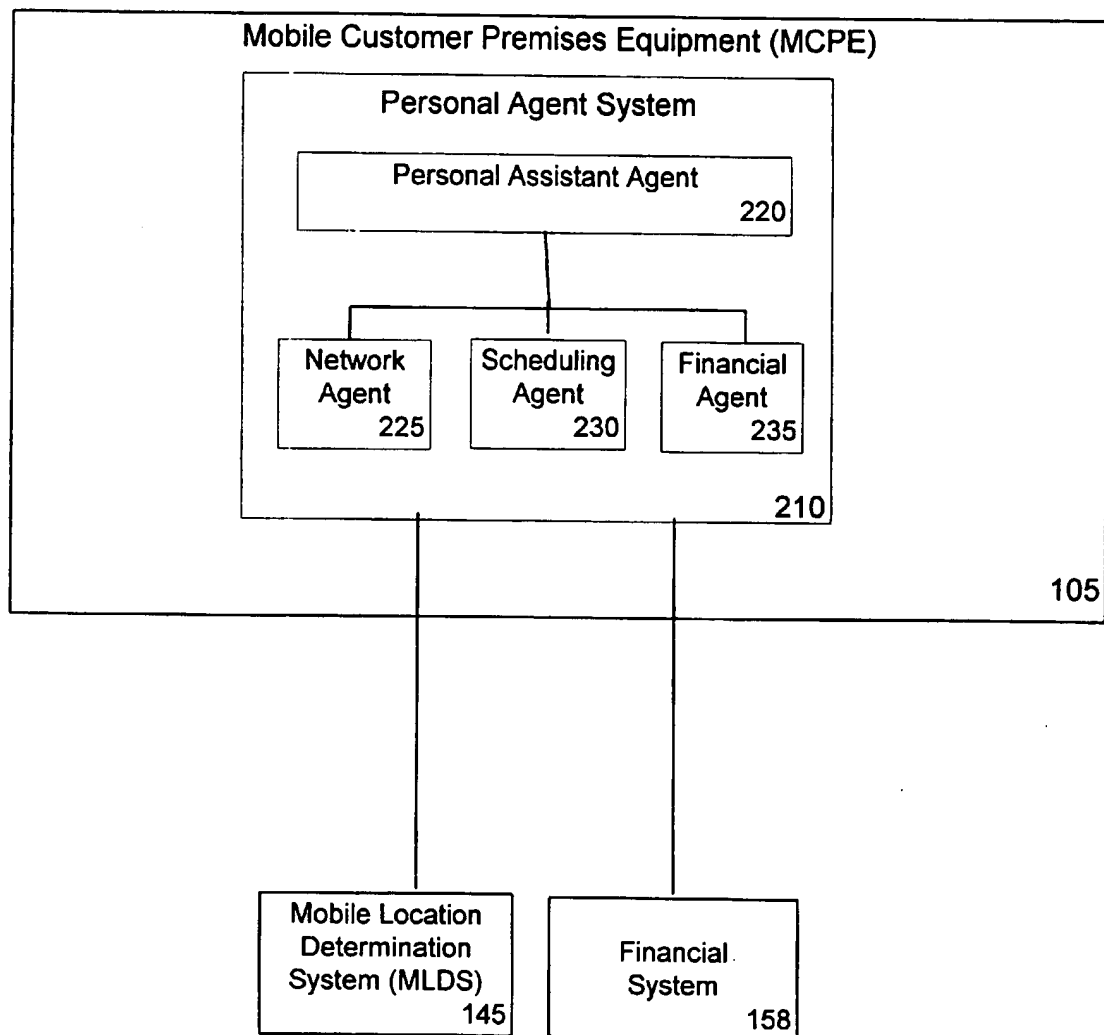 Mobile Customer Premises Equipment (MCPE)
Personal Agent System
Personal Assistant Agent
220
Network
Agent
225
Scheduling
Agent
230
Financial
Agent
235
210
105
Mobile Location
Determination
System (MLDS)
145
Financial
System
158